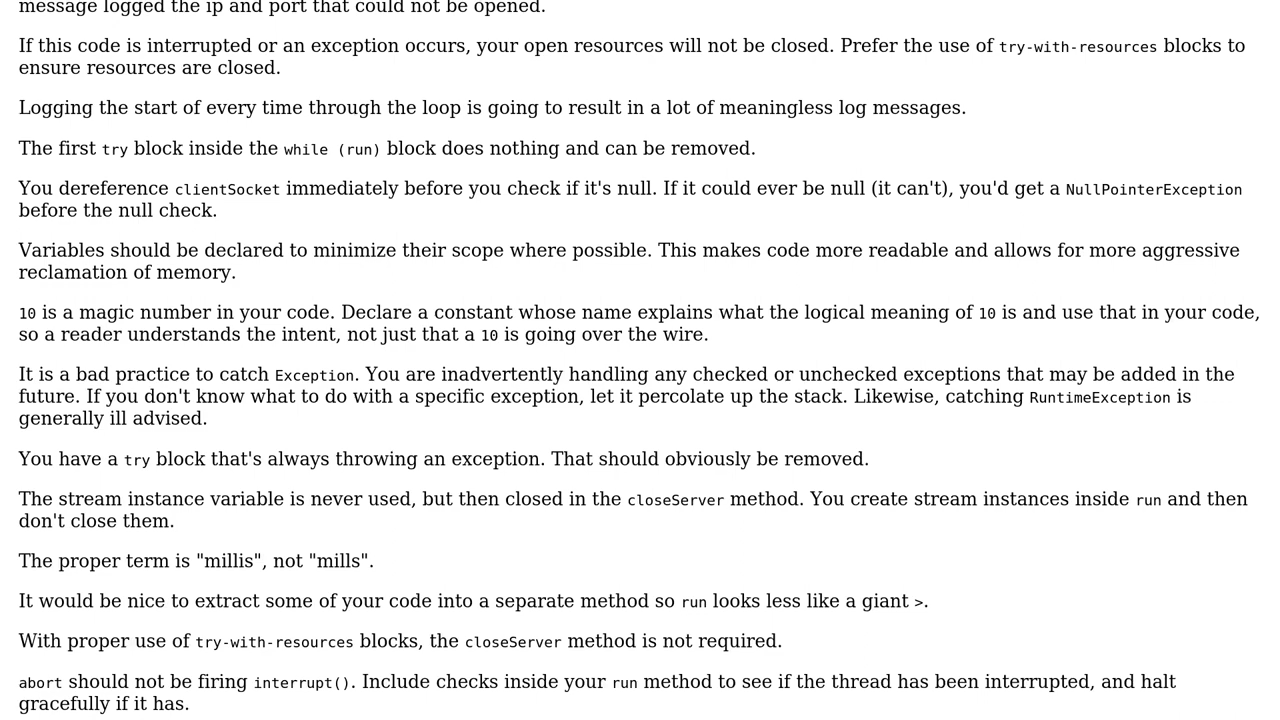 message logged the ip and port that could not be opened.
If this code is interrupted or an exception occurs, your open resources will not be closed. Prefer the use of try-with-resources blocks to
ensure resources are closed.
Logging the start of every time through the loop is going to result in a lot of meaningless log messages.
The first try block inside the while (run) block does nothing and can be removed.
You dereference clientSocket immediately before you check if it's null. If it could ever be null (it can't), you'd get a NullPointerException
before the null check.
Variables should be declared to minimize their scope where possible. This makes code more readable and allows for more aggressive
reclamation of memory.
10 is a magic number in your code. Declare a constant whose name explains what the logical meaning of 10 is and use that in your code,
so a reader understands the intent, not just that a 10 is going over the wire.
It is a bad practice to catch Exception. You are inadvertently handling any checked or unchecked exceptions that may be added in the
future. If you don't know what to do with a specific exception, let it percolate up the stack. Likewise, catching RuntimeException is
generally ill advised.
You have a try block that's always throwing an exception. That should obviously be removed.
The stream instance variable is never used, but then closed in the closeServer method. You create stream instances inside run and then
don't close them.
The proper term is "millis", not "mills".
It would be nice to extract some of your code into a separate method so run looks less like a giant >.
With proper use of try-with-resources blocks, the closeServer method is not required.
abort should not be firing interrupt(). Include checks inside your run method to see if the thread has been interrupted, and halt
gracefully if it has.